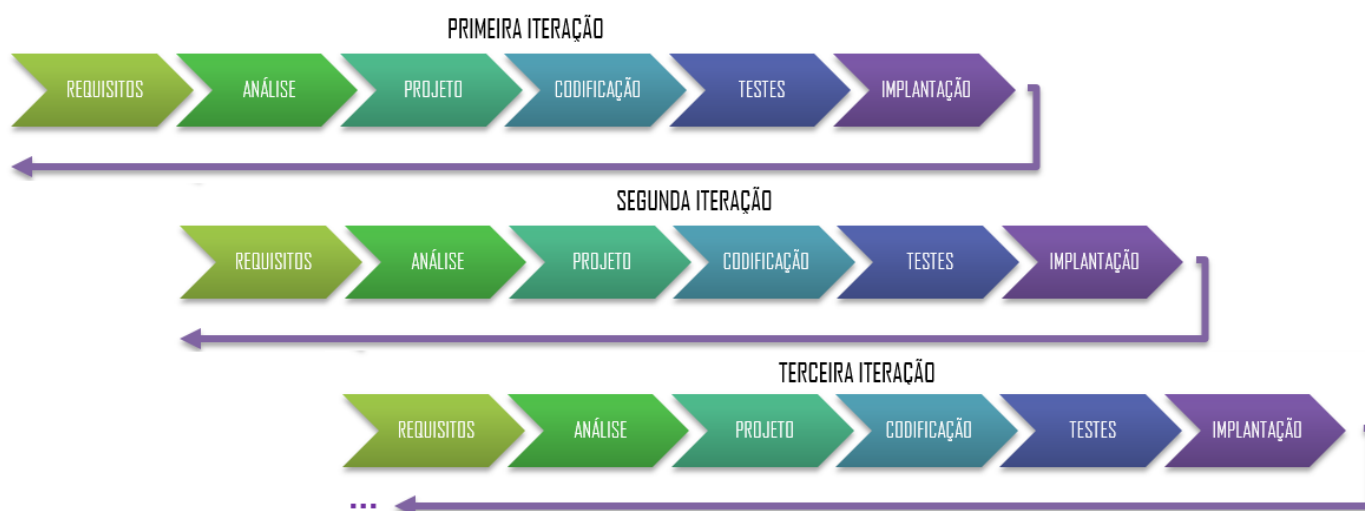 PRIMEIRA ITERAÇÃO
REQUISITOS ANÁLISE PROJETO CODIFICAÇÃO TESTES IMPLANTAÇÃO
SEGUNDA ITERAÇÃO
REQUISITOS ANÁLISE PROJETO CODIFICAÇÃO TESTES IMPLANTAÇÃO
TERCEIRA ITERAÇÃO
REQUISITOS ANÁLISE PROJETO CODIFICAÇÃO TESTES IMPLANTAÇÃO
...